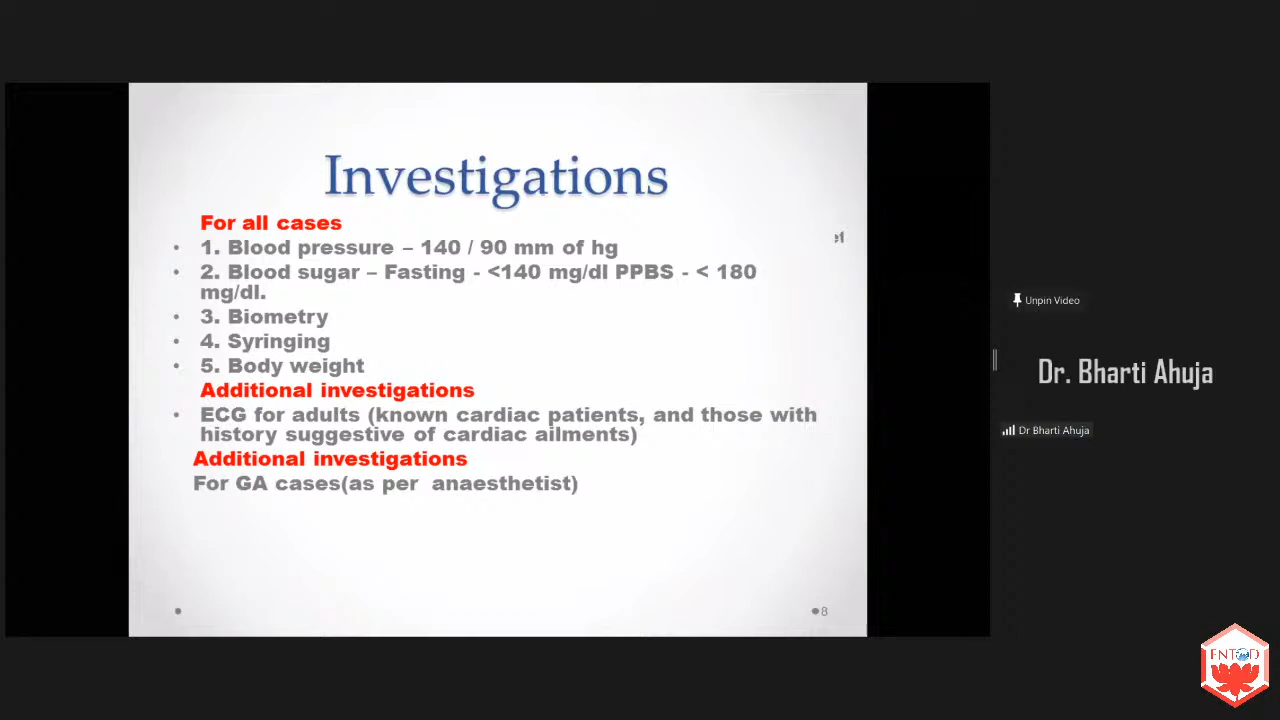 Investigations
For all cases
• 1. Blood pressure – 140 / 90 mm of hg
• 2. Blood sugar – Fasting - <140 mg/dl PPBS - < 180
mg/dl.
• 3. Biometry
• 4. Syringing
• 5. Body weight
Additional investigations
• ECG for adults (known cardiac patients, and those with
history suggestive of cardiac ailments)
Additional investigations
For GA cases(as per anaesthetist)
8
Unpin Video
Dr. Bharti Ahuja
Dr Bharti Ahuja
ENTOD